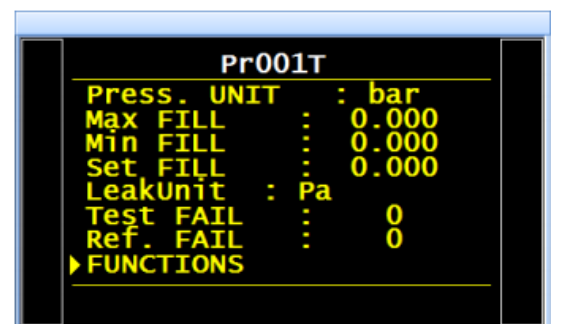 Pr001T
Press. UNIT : bar
Max FILL : 0.000
Min FILL : 0.000
Set FILL : 0.000
LeakUnit : Pa
Test FAIL : 0
Ref. FAIL : 0
FUNCTIONS